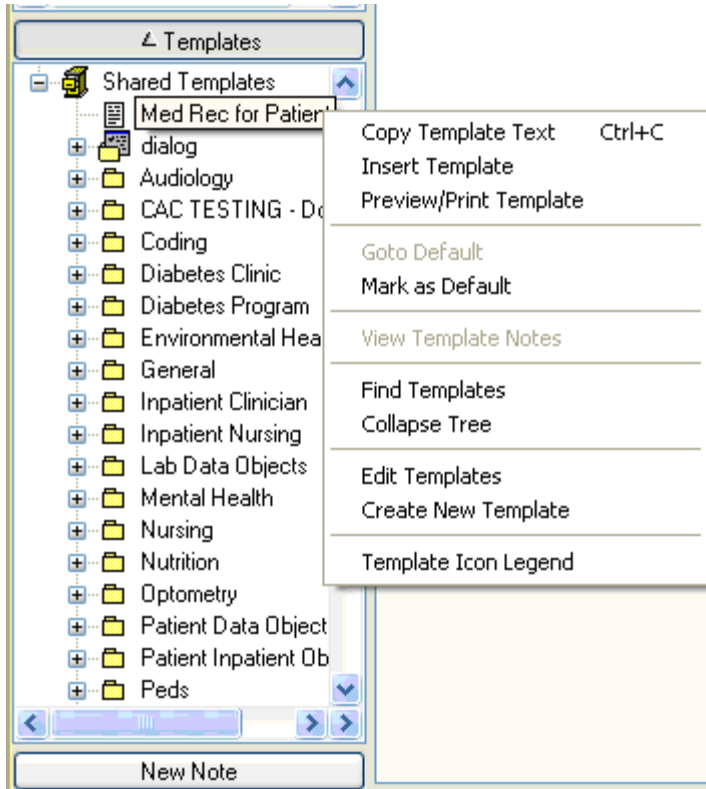 Templates
Shared Templates
Med Rec for Patient
dialog
Audiology
CAC TESTING - Do
Coding
Diabetes Clinic
Diabetes Program
Environmental Hea
General
Inpatient Clinician
Inpatient Nursing
Lab Data Objects
Mental Health
Nursing
Nutrition
Optometry
Patient Data Object
Patient Inpatient Ob
Peds
New Note
Copy Template Text Ctrl+C
Insert Template
Preview/Print Template
Goto Default
Mark as Default
View Template Notes
Find Templates
Collapse Tree
Edit Templates
Create New Template
Template Icon Legend